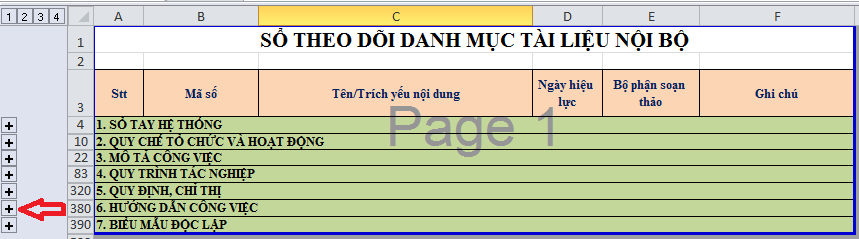 1 2 3 4 A B C D E F
1 SỔ THEO DÕI DANH MỤC TÀI LIỆU NỘI BỘ
2
3 Stt Mã số Tên/Trích yếu nội dung Ngày hiệu lực Bộ phận soạn thảo Ghi chú
Page 1
4 1. SỔ TAY HỆ THỐNG
10 2. QUY CHẾ TỔ CHỨC VÀ HOẠT ĐỘNG
22 3. MÔ TẢ CÔNG VIỆC
83 4. QUY TRÌNH TÁC NGHIỆP
320 5. QUY ĐỊNH, CHỈ THỊ
380 6. HƯỚNG DẪN CÔNG VIỆC
390 7. BIỂU MẪU ĐỘC LẬP